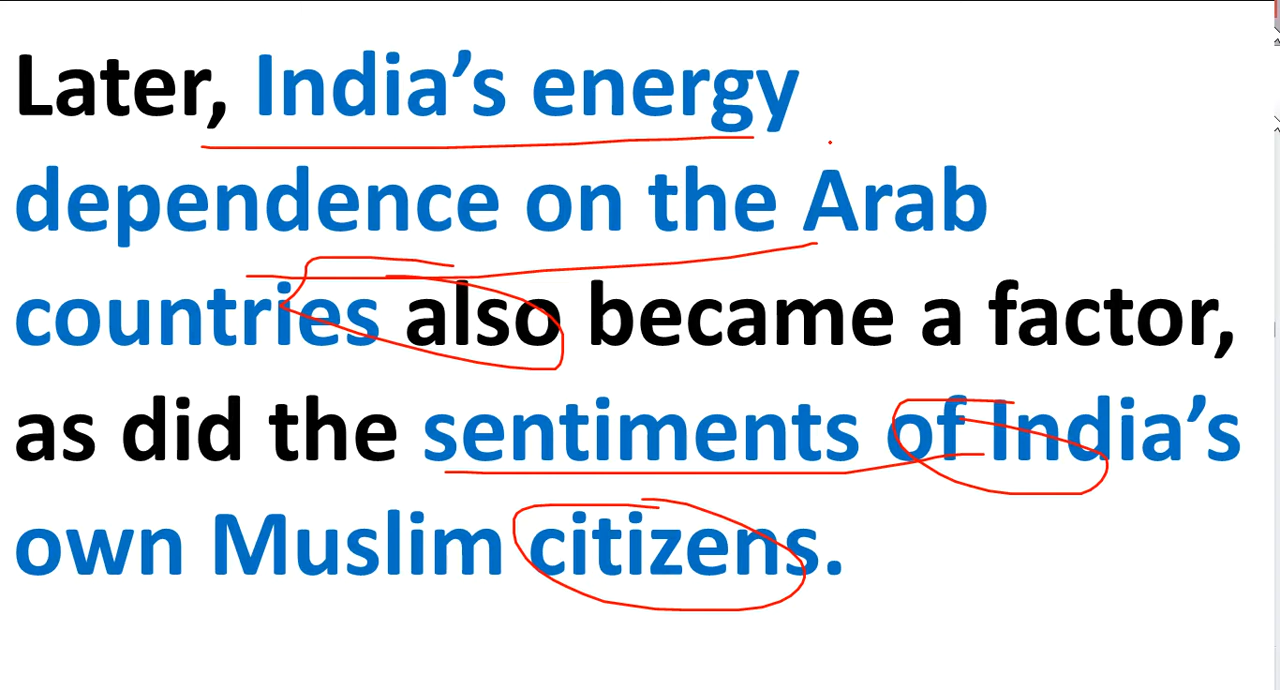 Later, India’s energy
dependence on the Arab
countries also became a factor,
as did the sentiments of India’s
own Muslim citizens.